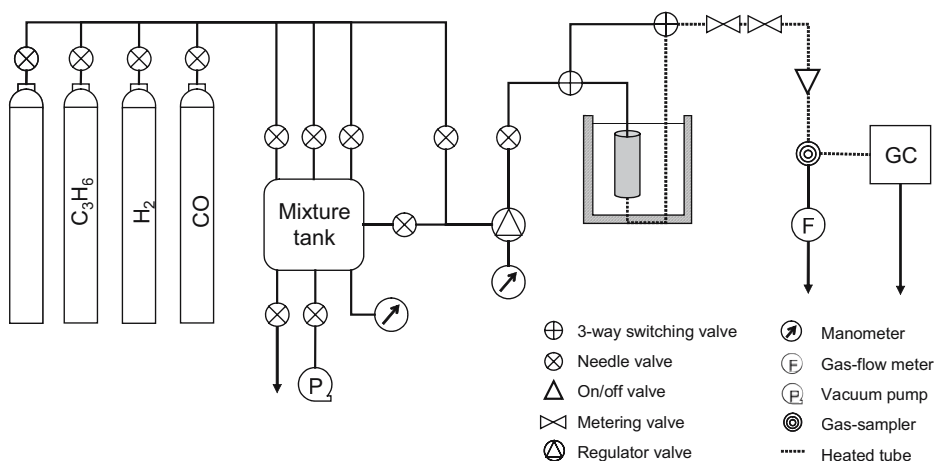 C₃H₆
H₂
CO
Mixture
tank
P
GC
F
3-way switching valve
Needle valve
On/off valve
Metering valve
Regulator valve
Manometer
F
Gas-flow meter
P
Vacuum pump
Gas-sampler
Heated tube